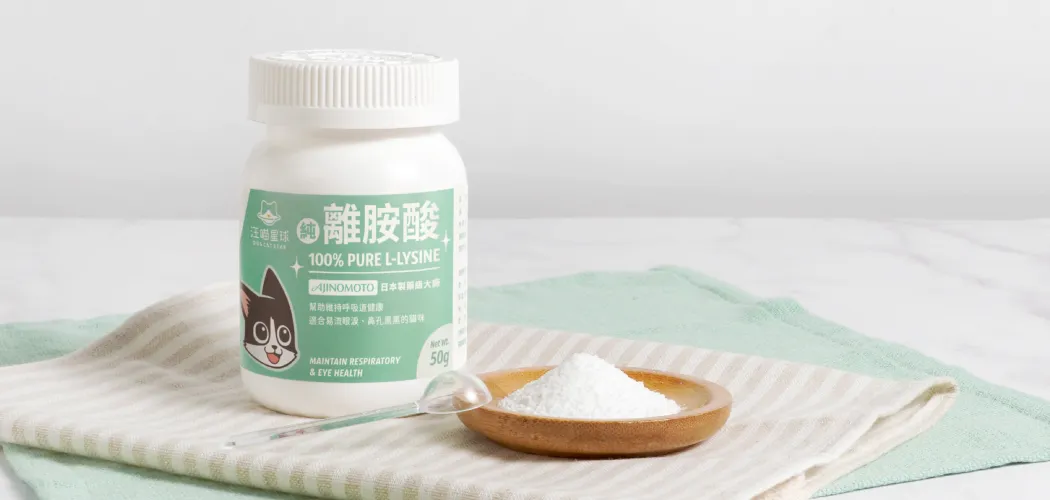 汪喵星球
DOG CAT STAR
純 離胺酸
100% PURE L-LYSINE
AJINOMOTO 日本製藥廠大廠
幫助維持呼吸道健康
適合易流眼淚、鼻孔黑黑的貓咪
MAINTAIN RESPIRATORY
& EYE HEALTH
Net WT.
50g